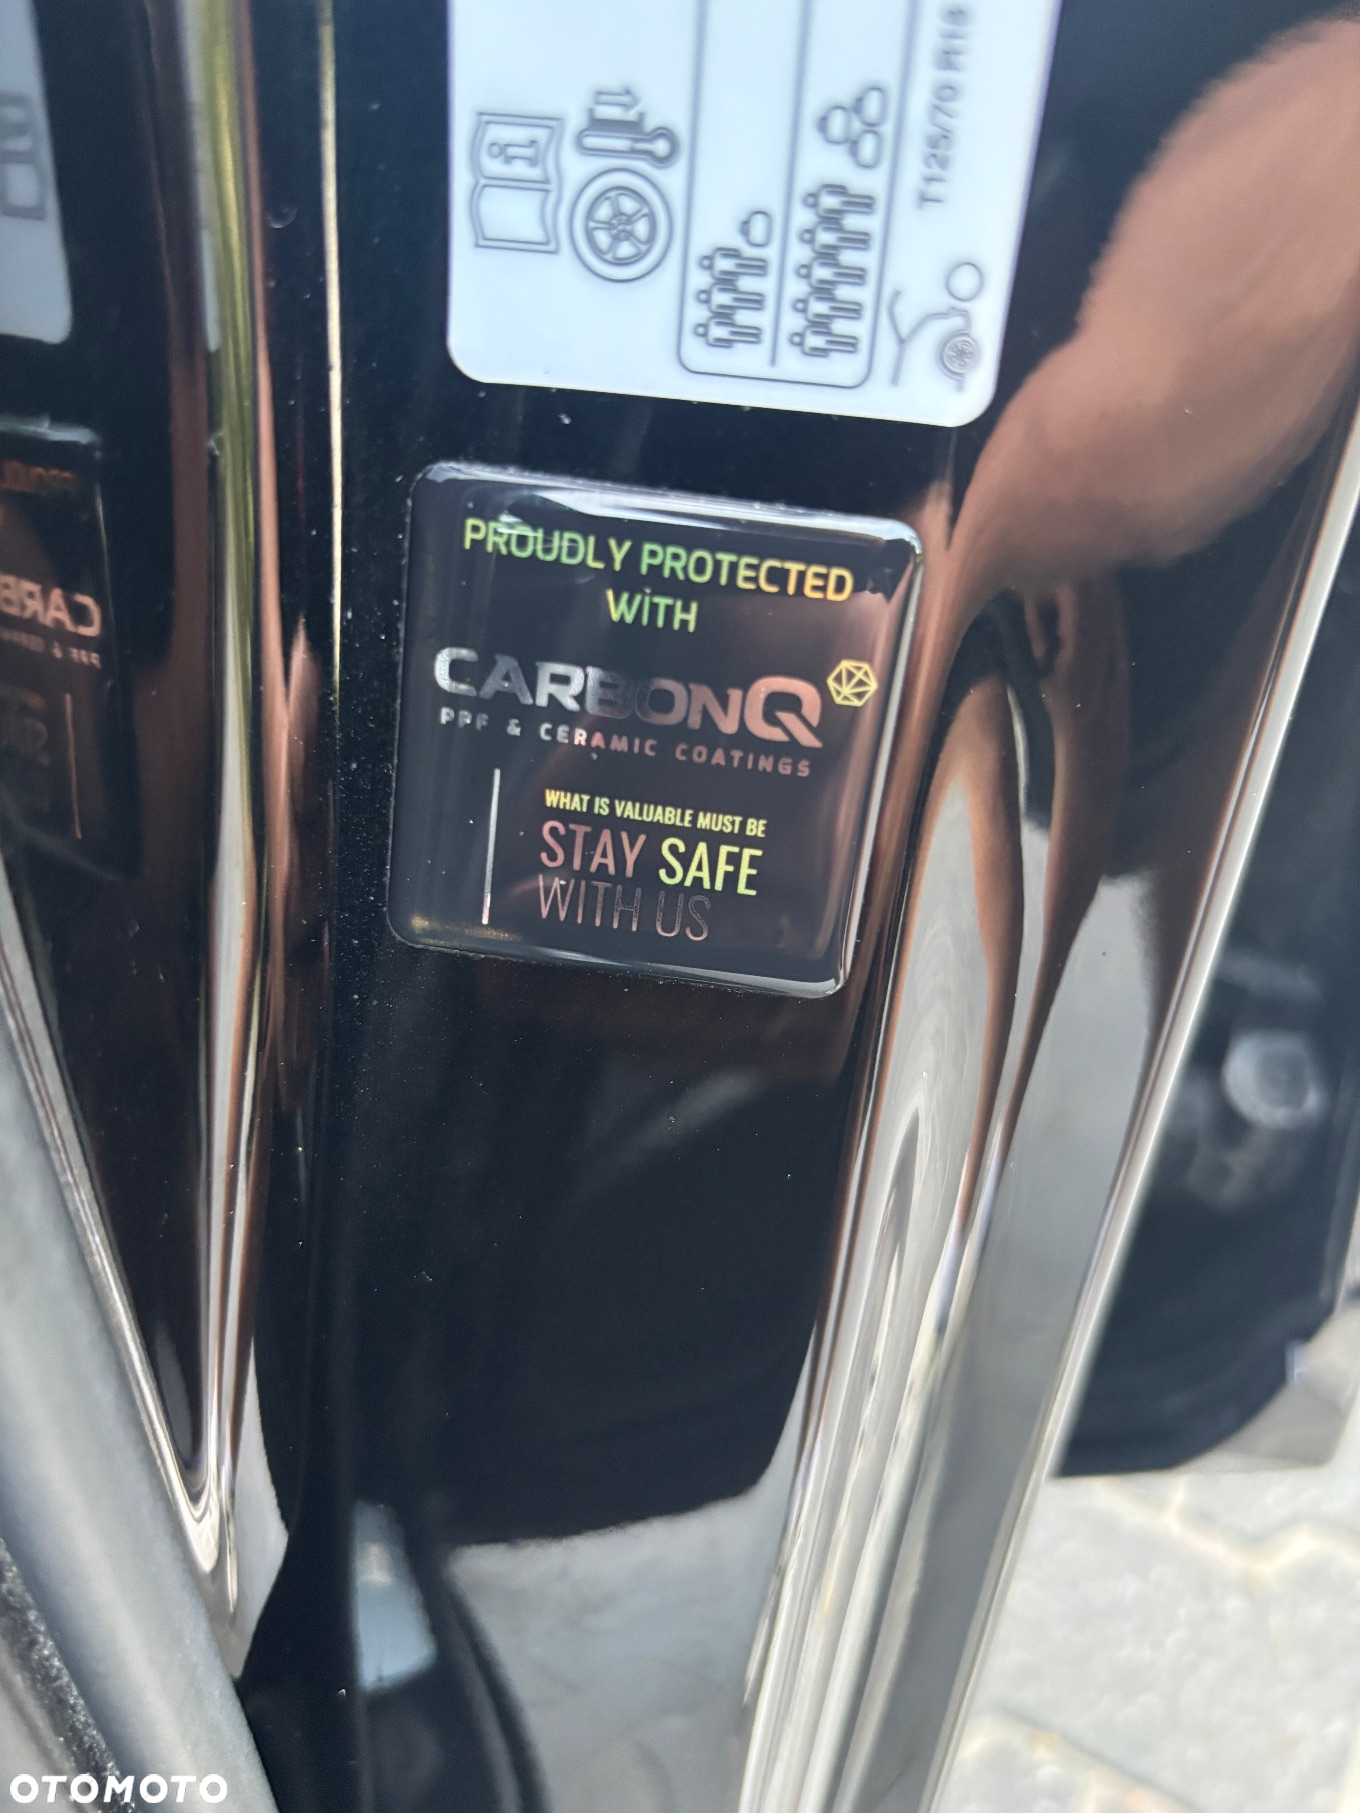 T125/70 R18
PROUDLY PROTECTED
WITH
CARBONQ
PPF & CERAMIC COATINGS
WHAT IS VALUABLE MUST BE
STAY SAFE
WITH US
OTOMOTO